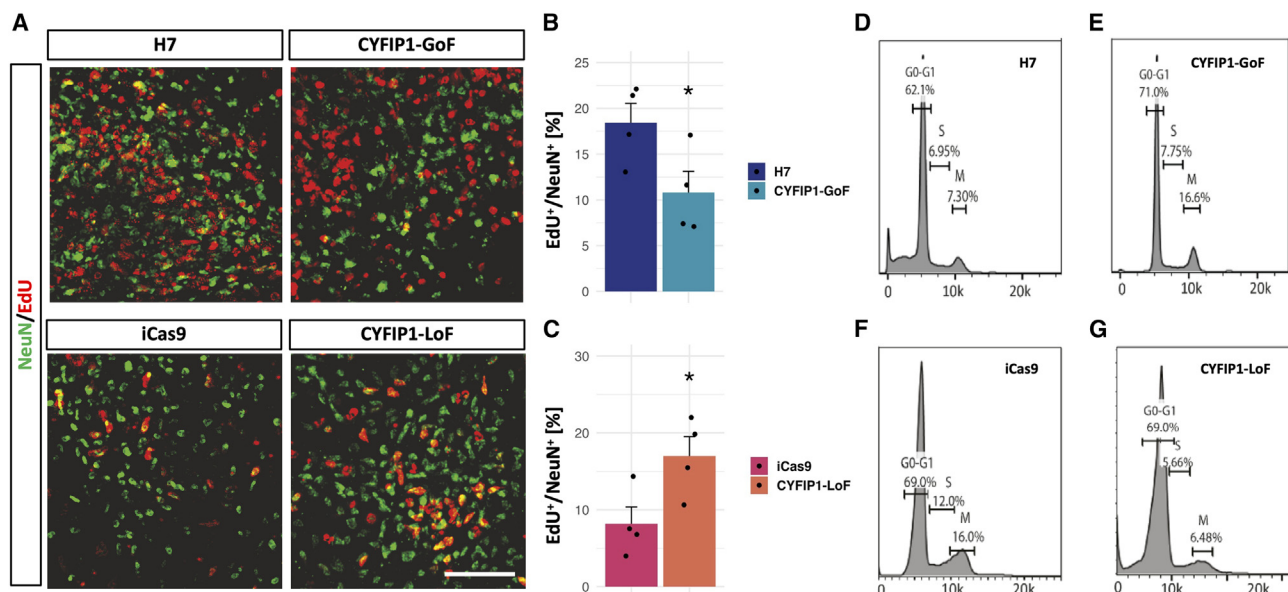 A
H7
CYFIP1-GoF
NeuN/EdU
iCas9
CYFIP1-LoF
B
25
20
15
10
5
0
EdU⁺/NeuN⁺ [%]
*
H7
CYFIP1-GoF
C
30
20
10
0
EdU⁺/NeuN⁺ [%]
*
iCas9
CYFIP1-LoF
D
H7
G0-G1
62.1%
S
6.95%
M
7.30%
0 10k 20k
E
CYFIP1-GoF
G0-G1
71.0%
S
7.75%
M
16.6%
0 10k 20k
F
iCas9
G0-G1
69.0%
S
12.0%
M
16.0%
0 10k 20k
G
CYFIP1-LoF
G0-G1
69.0%
S
5.66%
M
6.48%
0 10k 20k